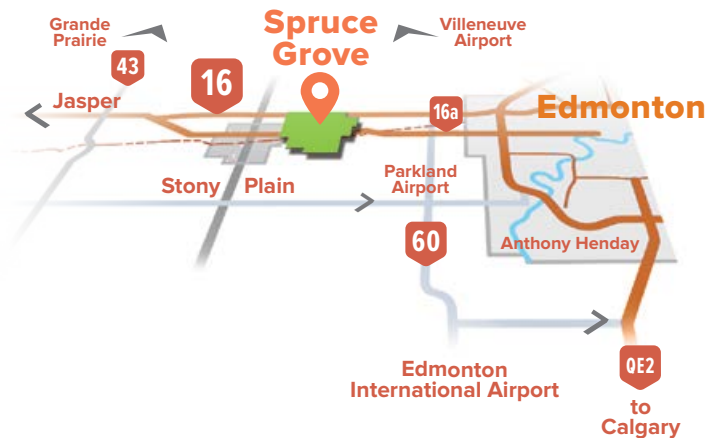 Grande
Prairie
Spruce
Grove
Villeneuve
Airport
43
16
Jasper
16a
Edmonton
Stony Plain
Parkland
Airport
60
Anthony Henday
Edmonton
International Airport
QE2
to
Calgary